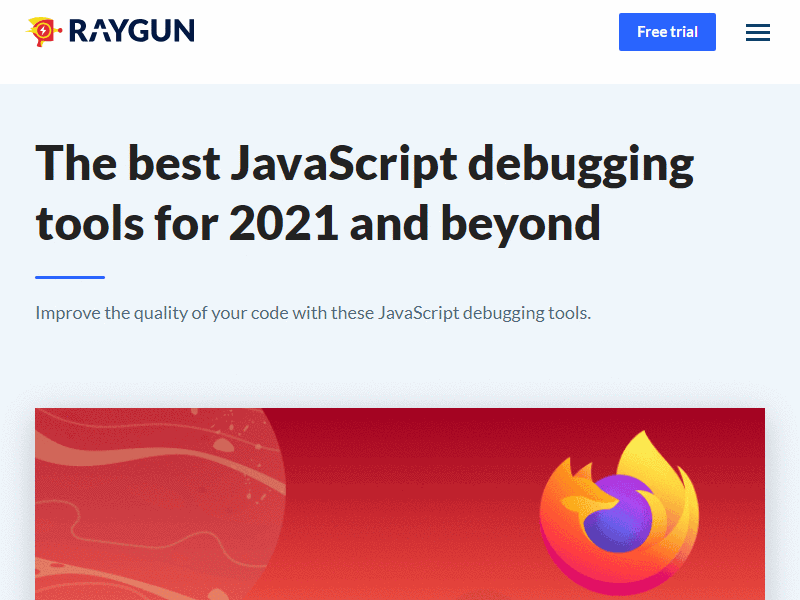 RAYGUN
Free trial
The best JavaScript debugging
tools for 2021 and beyond
Improve the quality of your code with these JavaScript debugging tools.